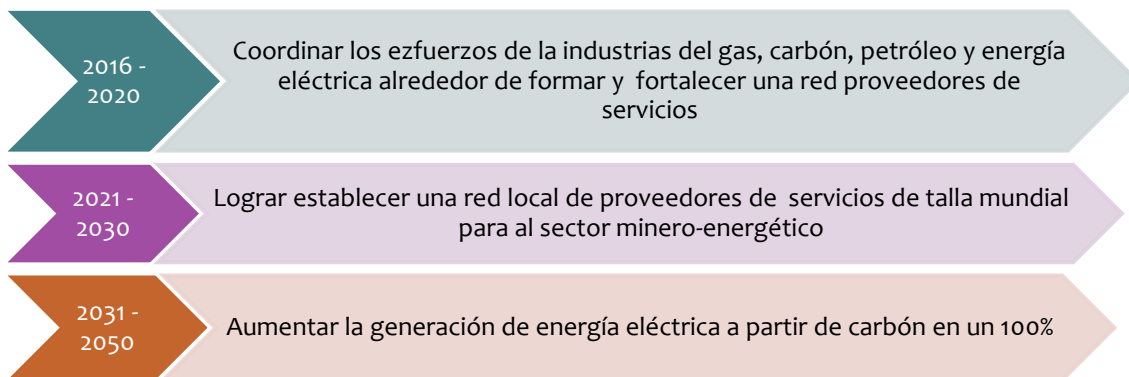 2016 -
2020
Coordinar los ezfuerzos de la industrias del gas, carbón, petróleo y energía
eléctrica alrededor de formar y fortalecer una red proveedores de
servicios
2021 -
2030
Lograr establecer una red local de proveedores de servicios de talla mundial
para al sector minero-energético
2031 -
2050
Aumentar la generación de energía eléctrica a partir de carbón en un 100%